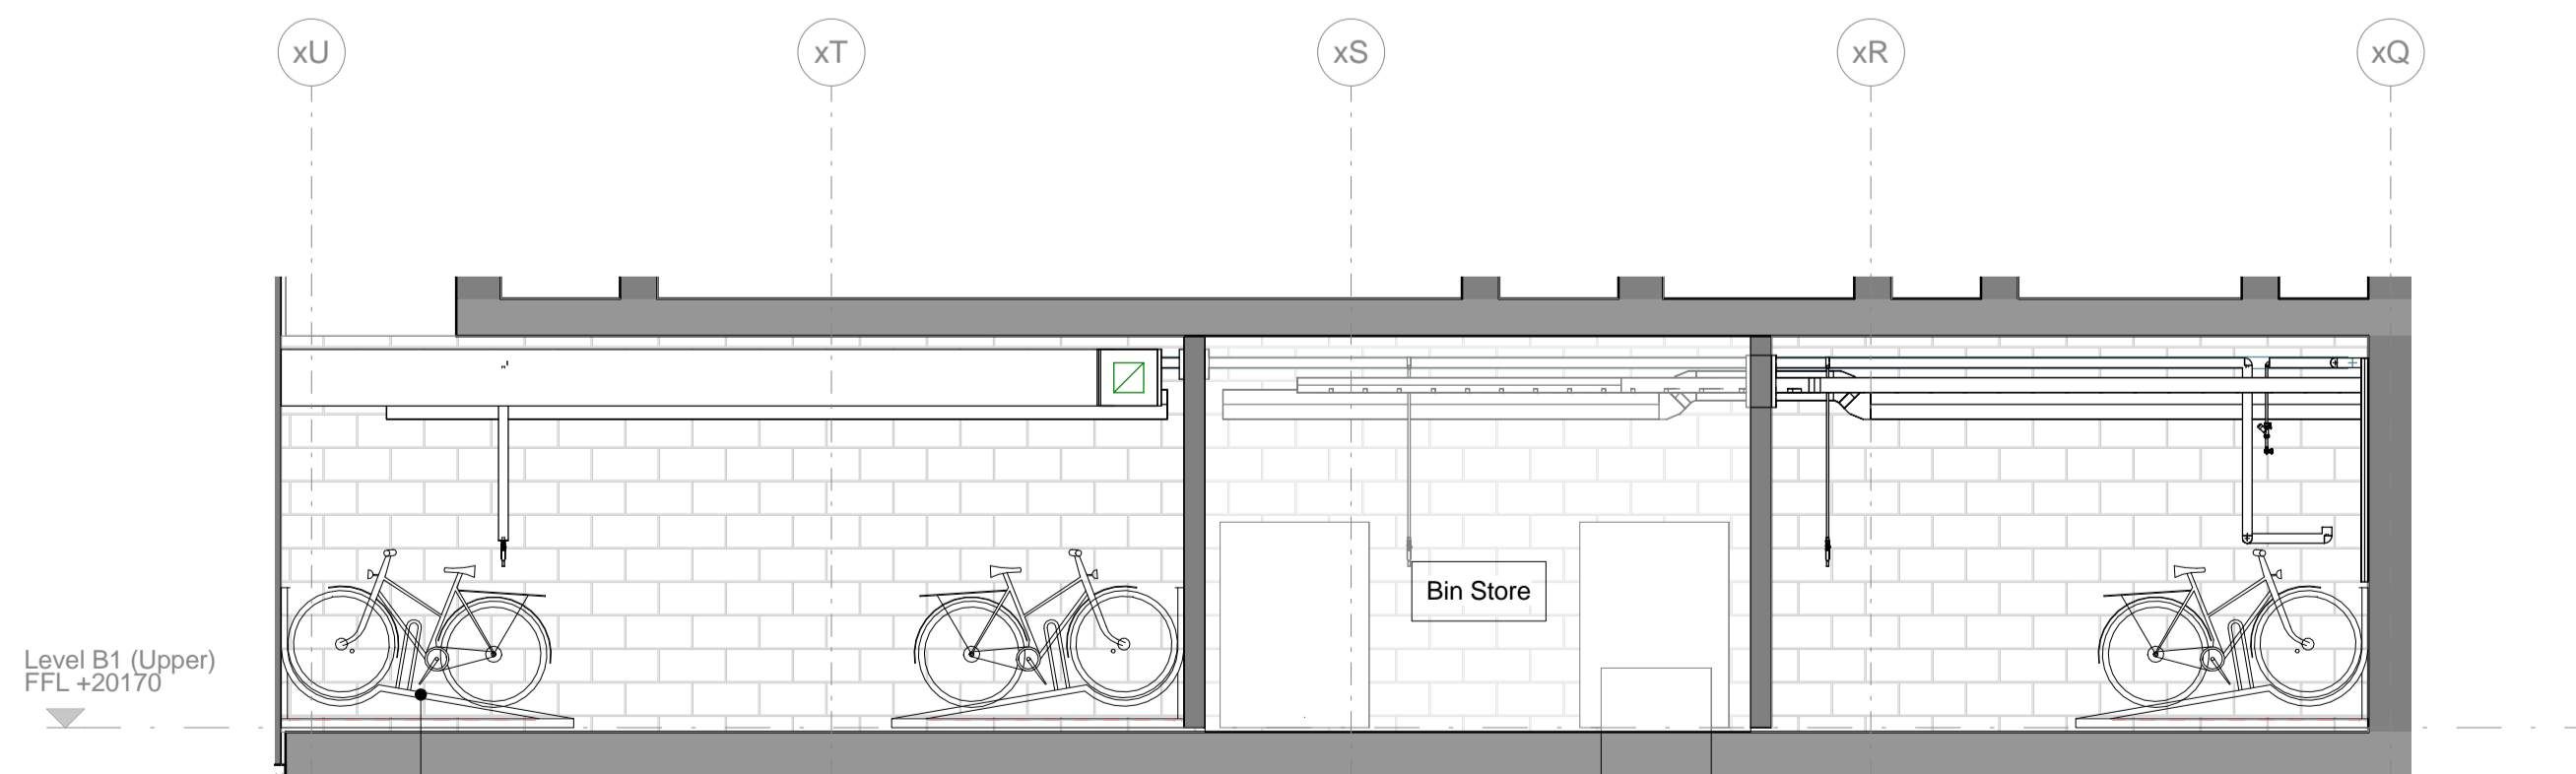 xU
xT
xS
xR
xQ
Bin Store
Level B1 (Upper)
FFL +20170